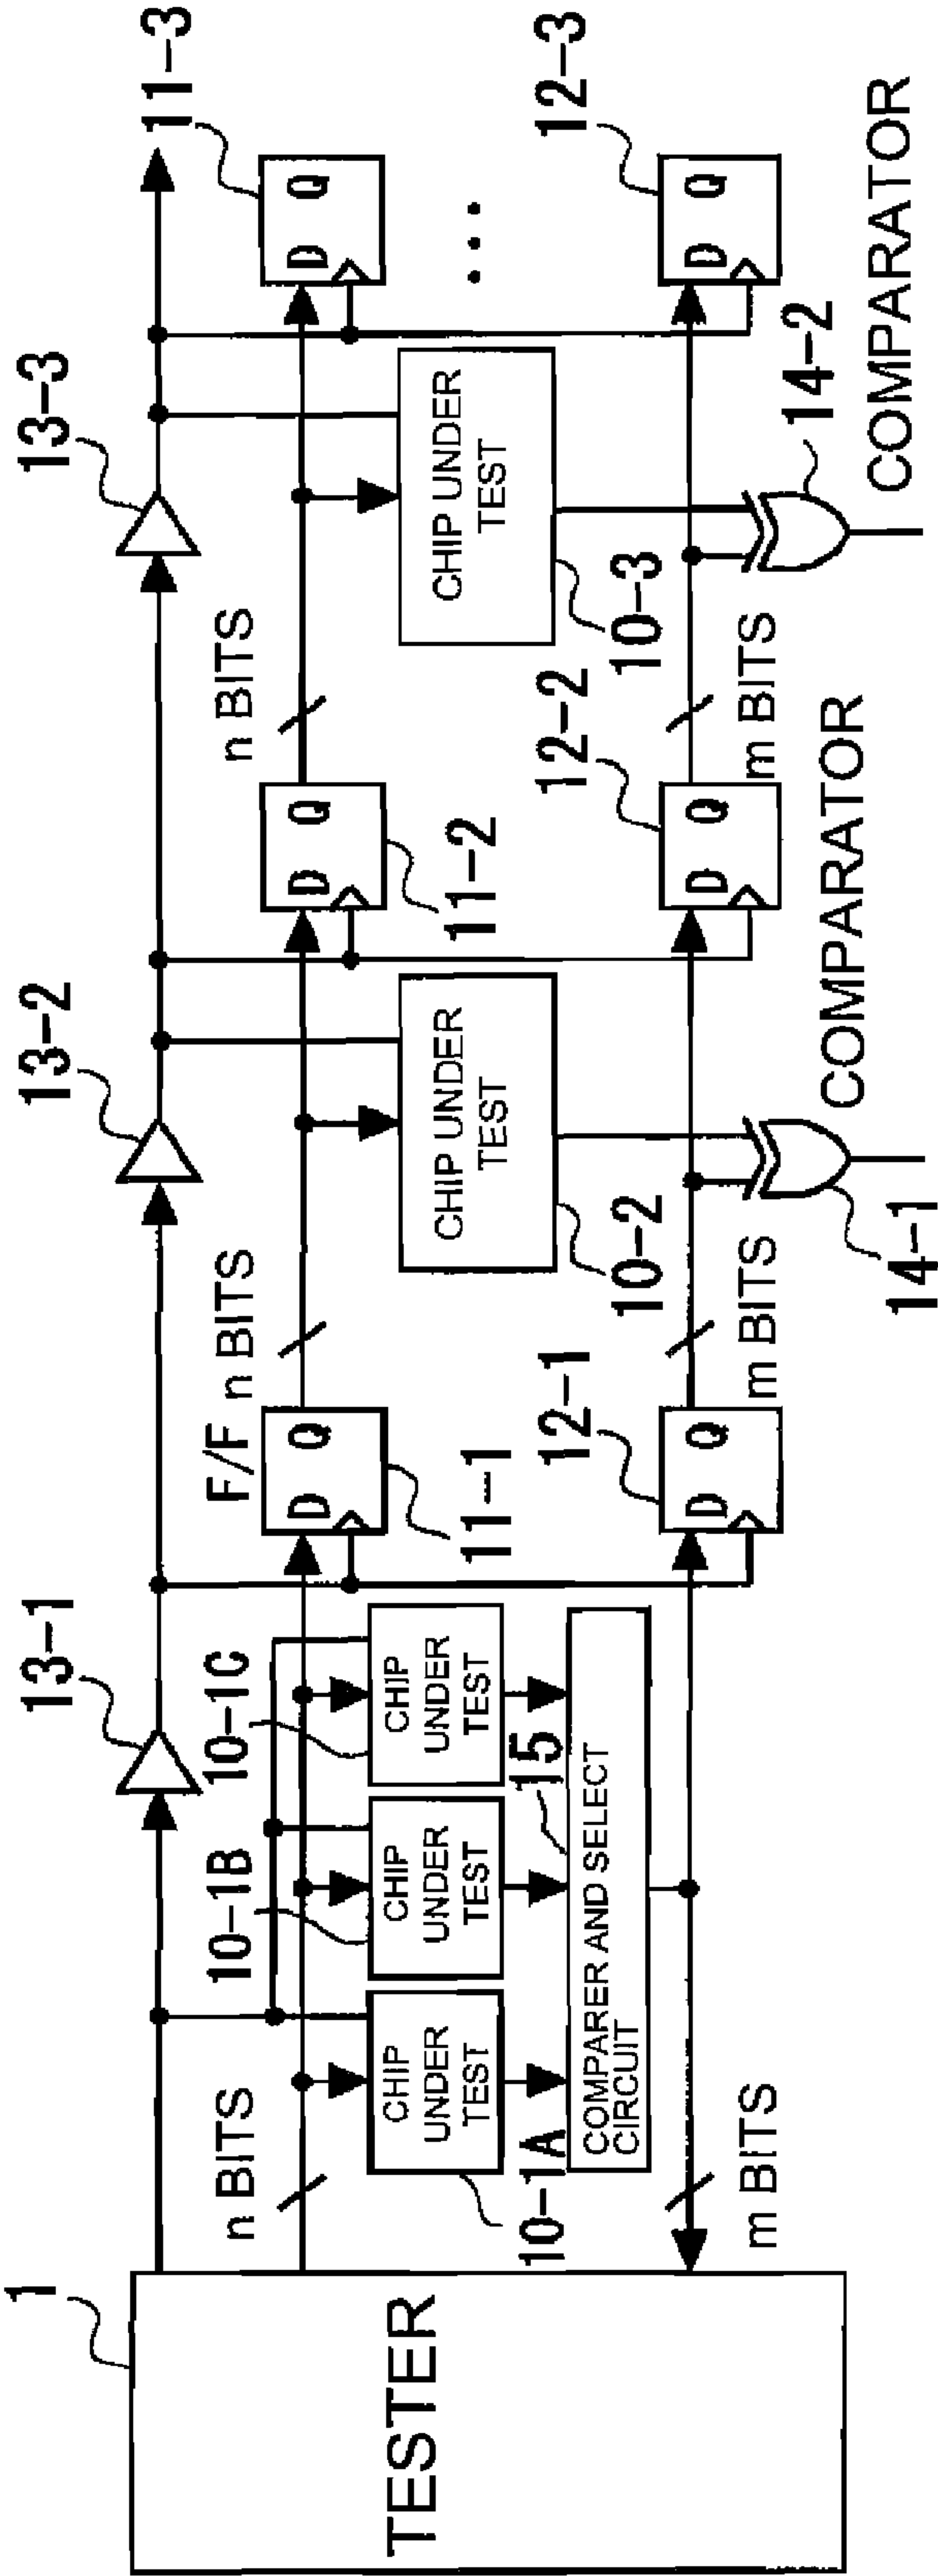 1
TESTER
13-1
13-2
13-3
11-3
n BITS
F/F
n BITS
n BITS
D Q
11-1
D Q
11-2
D Q
10-1A
CHIP
UNDER
TEST
10-1B
CHIP
UNDER
TEST
10-1C
CHIP
UNDER
TEST
15
COMPARER AND SELECT
CIRCUIT
CHIP UNDER
TEST
10-2
CHIP UNDER
TEST
10-3
...
m BITS
12-1
D Q
m BITS
12-2
D Q
m BITS
12-3
D Q
14-1
COMPARATOR
14-2
COMPARATOR